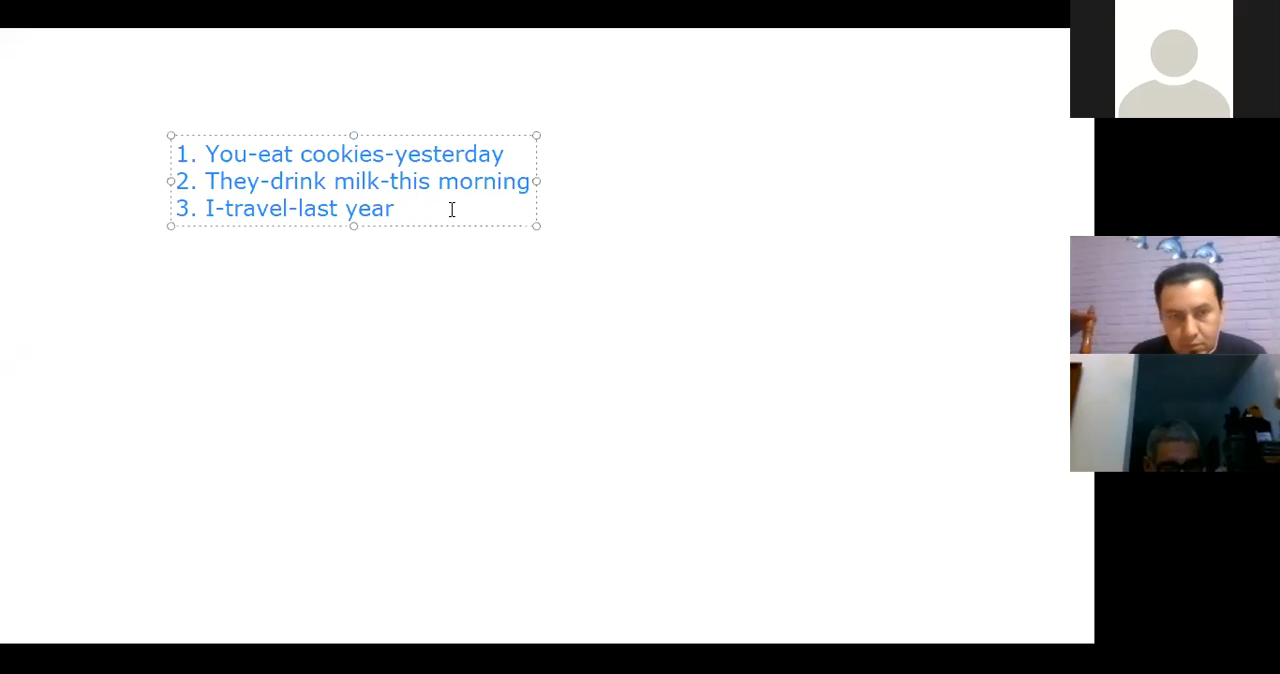 1. You-eat cookies-yesterday
2. They-drink milk-this morning
3. I-travel-last year